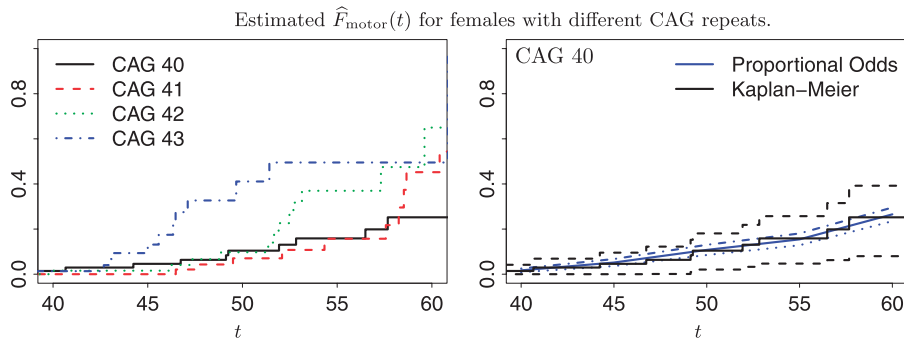 Estimated F̂motor(t) for females with different CAG repeats.
CAG 40
CAG 41
CAG 42
CAG 43
0.8
0.4
0.0
40 45 50 55 60
t
CAG 40
Proportional Odds
Kaplan−Meier
0.8
0.4
0.0
40 45 50 55 60
t